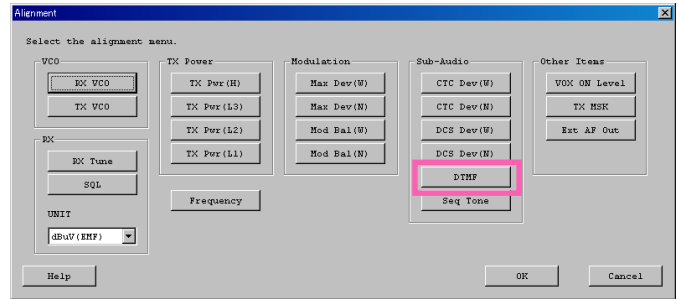 Alignment
Select the alignment menu.
VCO
RX VCO
TX VCO
RX
RX Tune
SQL
UNIT
dBuV(EMF)
TX Power
TX Pwr(H)
TX Pwr(L3)
TX Pwr(L2)
TX Pwr(L1)
Frequency
Modulation
Max Dev(W)
Max Dev(N)
Mod Bal(W)
Mod Bal(N)
Sub-Audio
CTC Dev(W)
CTC Dev(N)
DCS Dev(W)
DCS Dev(N)
DTMF
Seq Tone
Other Items
VOX ON Level
TX MSK
Ext AF Out
Help
OK
Cancel